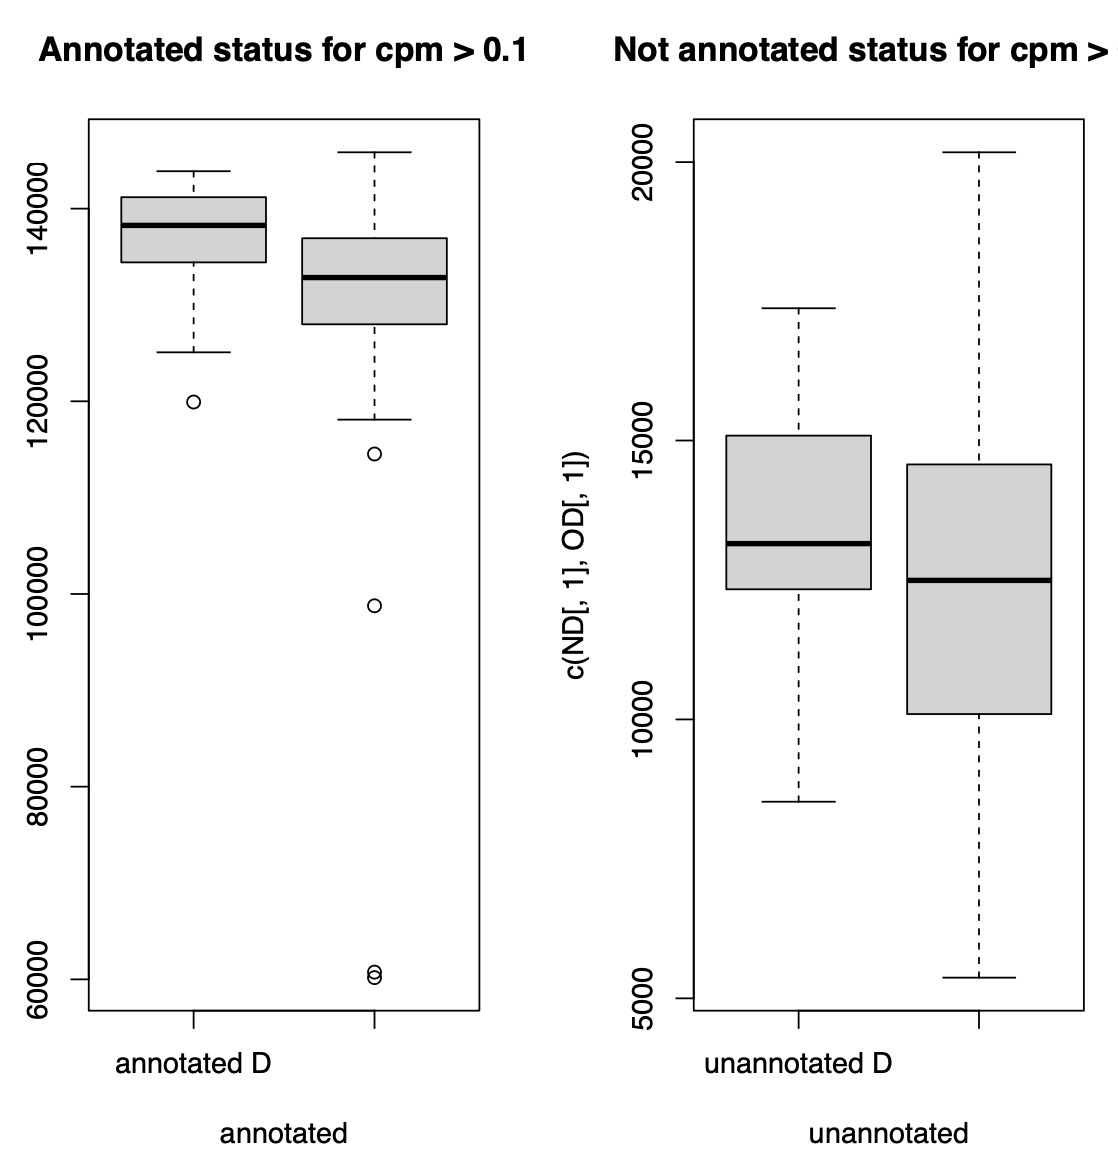 Annotated status for cpm > 0.1
140000
120000
100000
80000
60000
annotated D
annotated
Not annotated status for cpm >
c(ND[, 1], OD[, 1])
20000
15000
10000
5000
unannotated D
unannotated